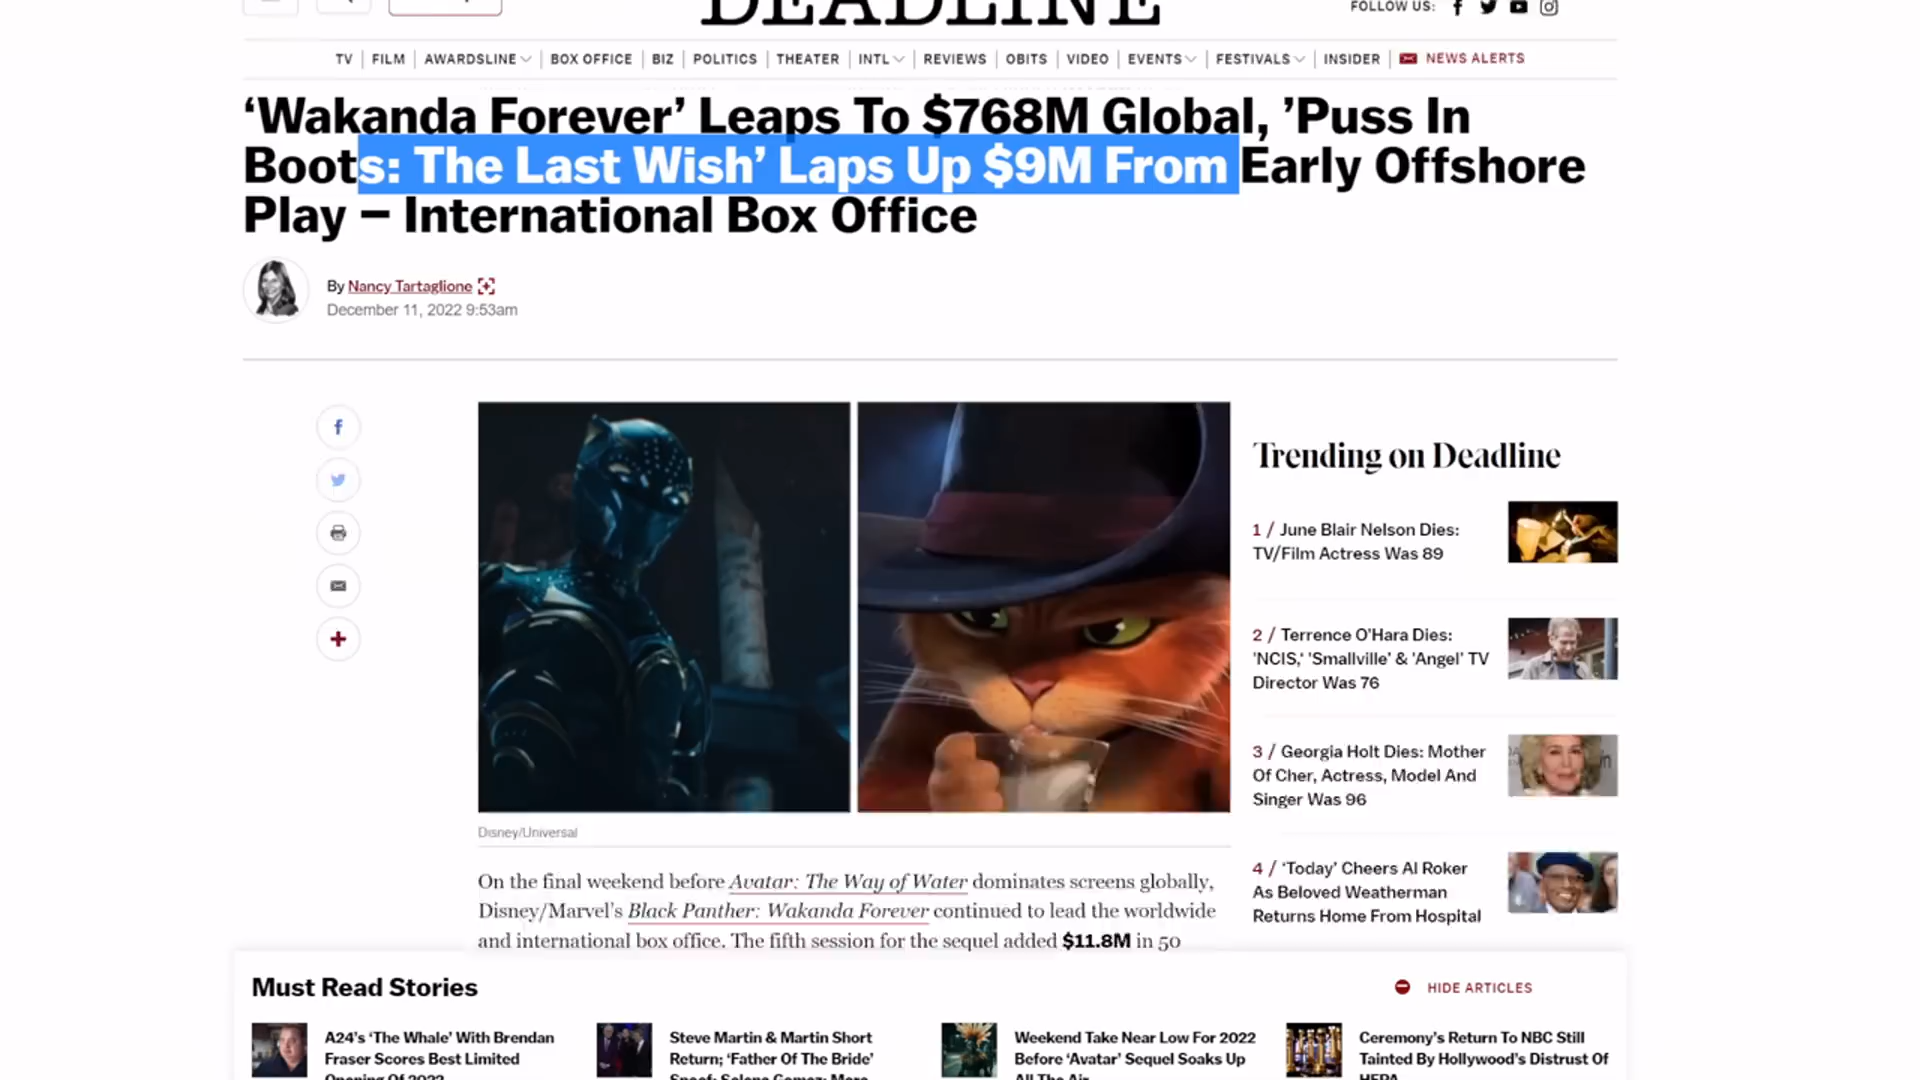 DEADLINE
FOLLOW US:
TV | FILM | AWARDSLINE | BOX OFFICE | BIZ | POLITICS | THEATER | INTL | REVIEWS | OBITS | VIDEO | EVENTS | FESTIVALS | INSIDER | NEWS ALERTS
‘Wakanda Forever’ Leaps To $768M Global, ’Puss In
Boots: The Last Wish’ Laps Up $9M From Early Offshore
Play – International Box Office
By Nancy Tartaglione
December 11, 2022 9:53am
Disney/Universal
On the final weekend before Avatar: The Way of Water dominates screens globally,
Disney/Marvel’s Black Panther: Wakanda Forever continued to lead the worldwide
and international box office. The fifth session for the sequel added $11.8M in 50
Trending on Deadline
1 / June Blair Nelson Dies:
TV/Film Actress Was 89
2 / Terrence O’Hara Dies:
'NCIS,' 'Smallville' & 'Angel' TV
Director Was 76
3 / Georgia Holt Dies: Mother
Of Cher, Actress, Model And
Singer Was 96
4 / ‘Today’ Cheers Al Roker
As Beloved Weatherman
Returns Home From Hospital
Must Read Stories
HIDE ARTICLES
A24’s ‘The Whale’ With Brendan
Fraser Scores Best Limited
Opening Of 2022
Steve Martin & Martin Short
Return; ‘Father Of The Bride’
Spoof; Selena Gomez; More
Weekend Take Near Low For 2022
Before ‘Avatar’ Sequel Soaks Up
All The Air
Ceremony’s Return To NBC Still
Tainted By Hollywood’s Distrust Of
HFPA